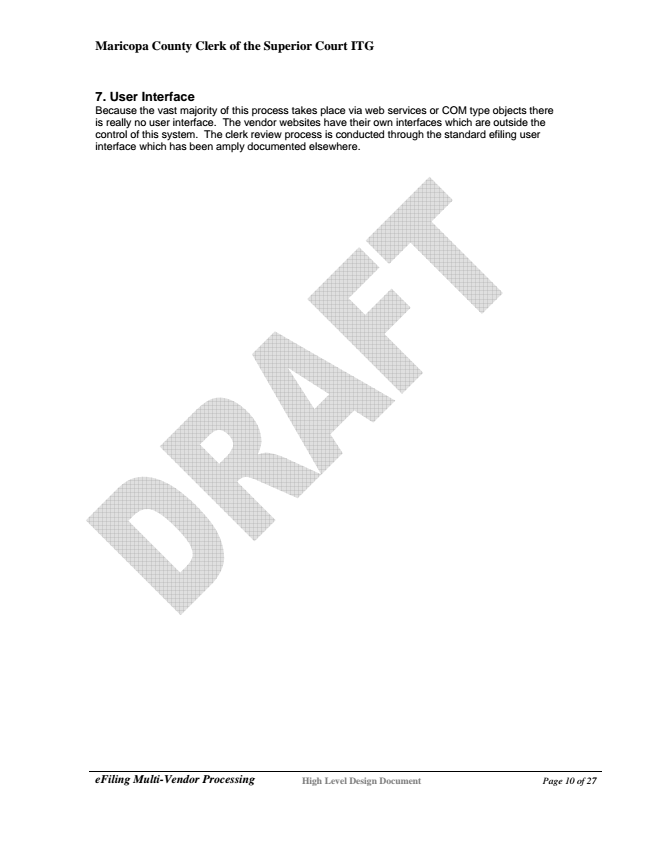 Maricopa County Clerk of the Superior Court ITG
7. User Interface
Because the vast majority of this process takes place via web services or COM type objects there
is really no user interface.  The vendor websites have their own interfaces which are outside the
control of this system.  The clerk review process is conducted through the standard efiling user
interface which has been amply documented elsewhere.
DRAFT
eFiling Multi-Vendor Processing High Level Design Document Page 10 of 27